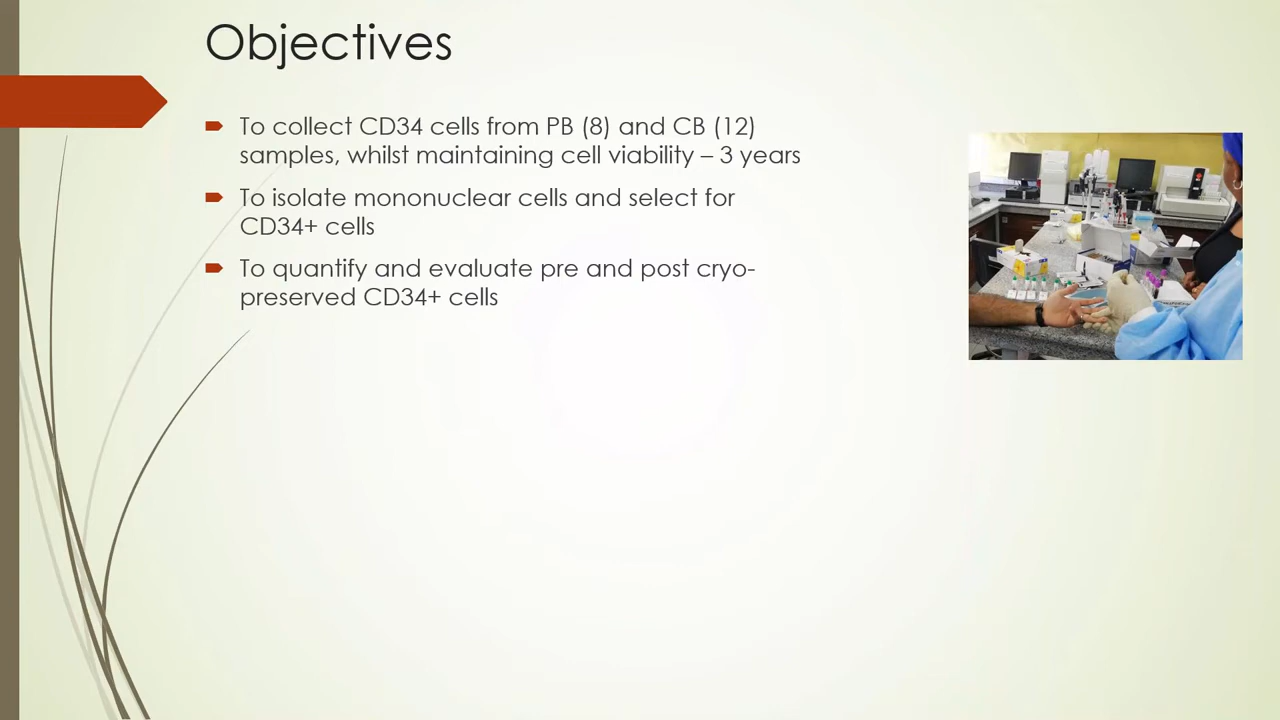 Objectives
To collect CD34 cells from PB (8) and CB (12)
samples, whilst maintaining cell viability – 3 years
To isolate mononuclear cells and select for
CD34+ cells
To quantify and evaluate pre and post cryo-
preserved CD34+ cells